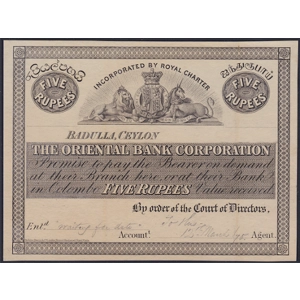 INCORPORATED BY ROYAL CHARTER
FIVE RUPEES
FIVE RUPEES
BADULLA, CEYLON
THE ORIENTAL BANK CORPORATION
Promise to pay the Bearer on demand
at their Branch here, or at their Bank
in Colombo FIVE RUPEES Value received.
By order of the Court of Directors,
Entd.
Accountt.
Agent.